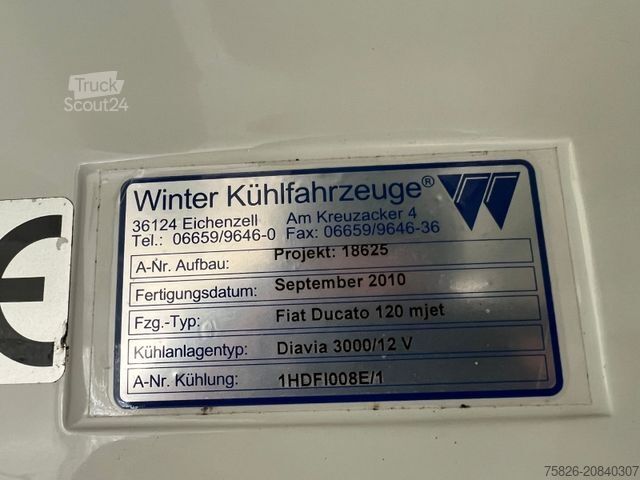 Truck
Scout24
Winter Kühlfahrzeuge®
36124 Eichenzell Am Kreuzacker 4
Tel.: 06659/9646-0 Fax: 06659/9646-36
A-Nr. Aufbau: Projekt: 18625
Fertigungsdatum: September 2010
Fzg.-Typ: Fiat Ducato 120 mjet
Kühlanlagentyp: Diavia 3000/12 V
A-Nr. Kühlung: 1HDFI008E/1
CE
75826-20840307